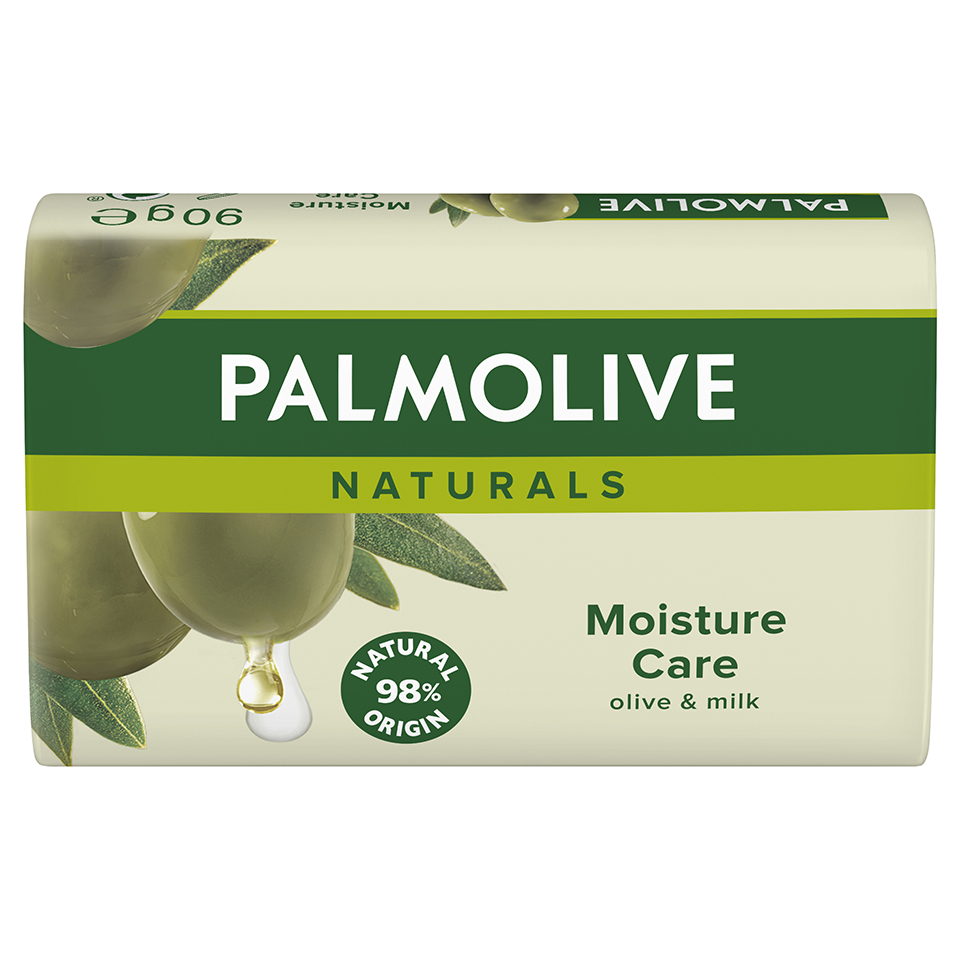 90g℮
Moisture
Care
PALMOLIVE
®
PALMOLIVE
NATURALS
NATURAL
98%
ORIGIN
Moisture
Care
olive & milk